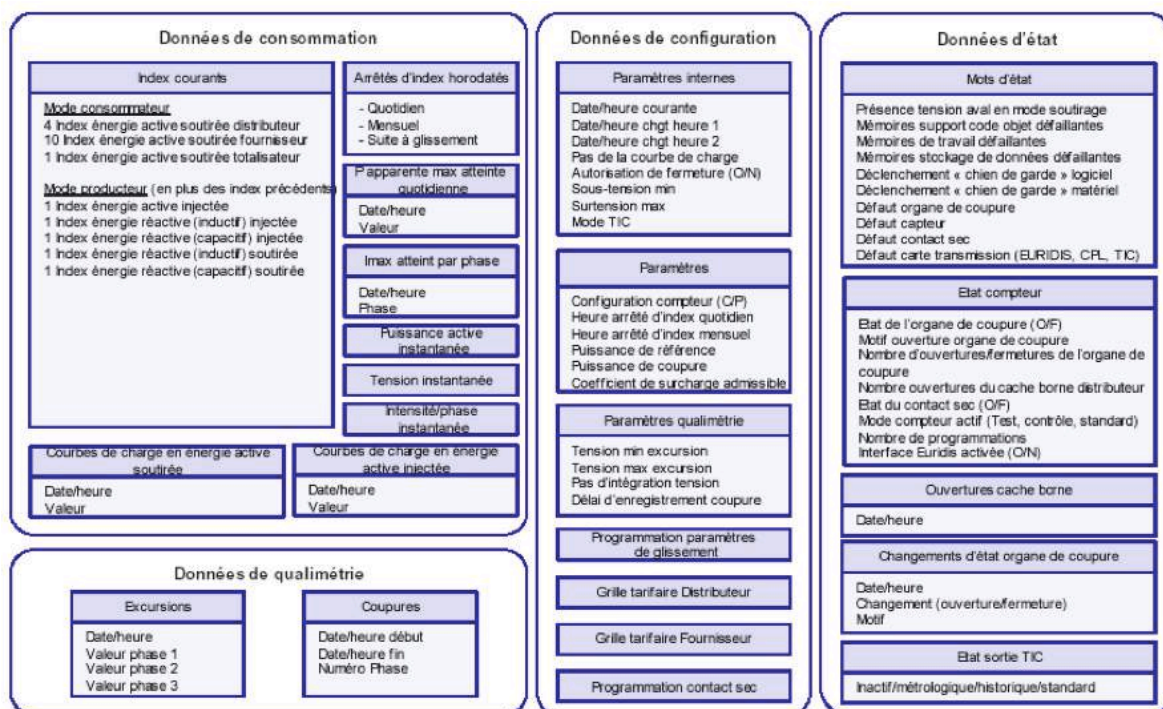 Données de consommation
Index courants
Mode consommateur
4 Index énergie active soutirée distributeur
10 Index énergie active soutirée fournisseur
1 Index énergie active soutirée totalisateur
Mode producteur (en plus des index précédents)
1 Index énergie active injectée
1 Index énergie réactive (inductif) injectée
1 Index énergie réactive (capacitif) injectée
1 Index énergie réactive (inductif) soutirée
1 Index énergie réactive (capacitif) soutirée
Arrêtés d'index horodatés
- Quotidien
- Mensuel
- Suite à glissement
P apparente max atteinte
quotidienne
Date/heure
Valeur
Imax atteint par phase
Date/heure
Phase
Puissance active
instantanée
Tension instantanée
Intensité/phase
instantanée
Courbes de charge en énergie active
soutirée
Date/heure
Valeur
Courbes de charge en énergie
active injectée
Date/heure
Valeur
Données de qualimétrie
Excursions
Date/heure
Valeur phase 1
Valeur phase 2
Valeur phase 3
Coupures
Date/heure début
Date/heure fin
Numéro Phase
Données de configuration
Paramètres internes
Date/heure courante
Date/heure chgt heure 1
Date/heure chgt heure 2
Pas de la courbe de charge
Autorisation de fermeture (O/N)
Sous-tension min
Surtension max
Mode TIC
Paramètres
Configuration compteur (C/P)
Heure arrêté d'index quotidien
Heure arrêté d'index mensuel
Puissance de référence
Puissance de coupure
Coefficient de surcharge admissible
Paramètres qualimétrie
Tension min excursion
Tension max excursion
Pas d'intégration tension
Délai d'enregistrement coupure
Programmation paramètres
de glissement
Grille tarifaire Distributeur
Grille tarifaire Fournisseur
Programmation contact sec
Données d'état
Mots d'état
Présence tension aval en mode soutirage
Mémoires support code objet défaillantes
Mémoires de travail défaillantes
Mémoires stockage de données défaillantes
Déclenchement « chien de garde » logiciel
Déclenchement « chien de garde » matériel
Défaut organe de coupure
Défaut capteur
Défaut contact sec
Défaut carte transmission (EURIDIS, CPL, TIC)
Etat compteur
Etat de l'organe de coupure (O/F)
Motif ouverture organe de coupure
Nombre d'ouvertures/fermetures de l'organe de
coupure
Nombre ouvertures du cache borne distributeur
Etat du contact sec (O/F)
Mode compteur actif (Test, contrôle, standard)
Nombre de programmations
Interface Euridis activée (O/N)
Ouvertures cache borne
Date/heure
Changements d'état organe de coupure
Date/heure
Changement (ouverture/fermeture)
Motif
Etat sortie TIC
Inactif/métrologique/historique/standard